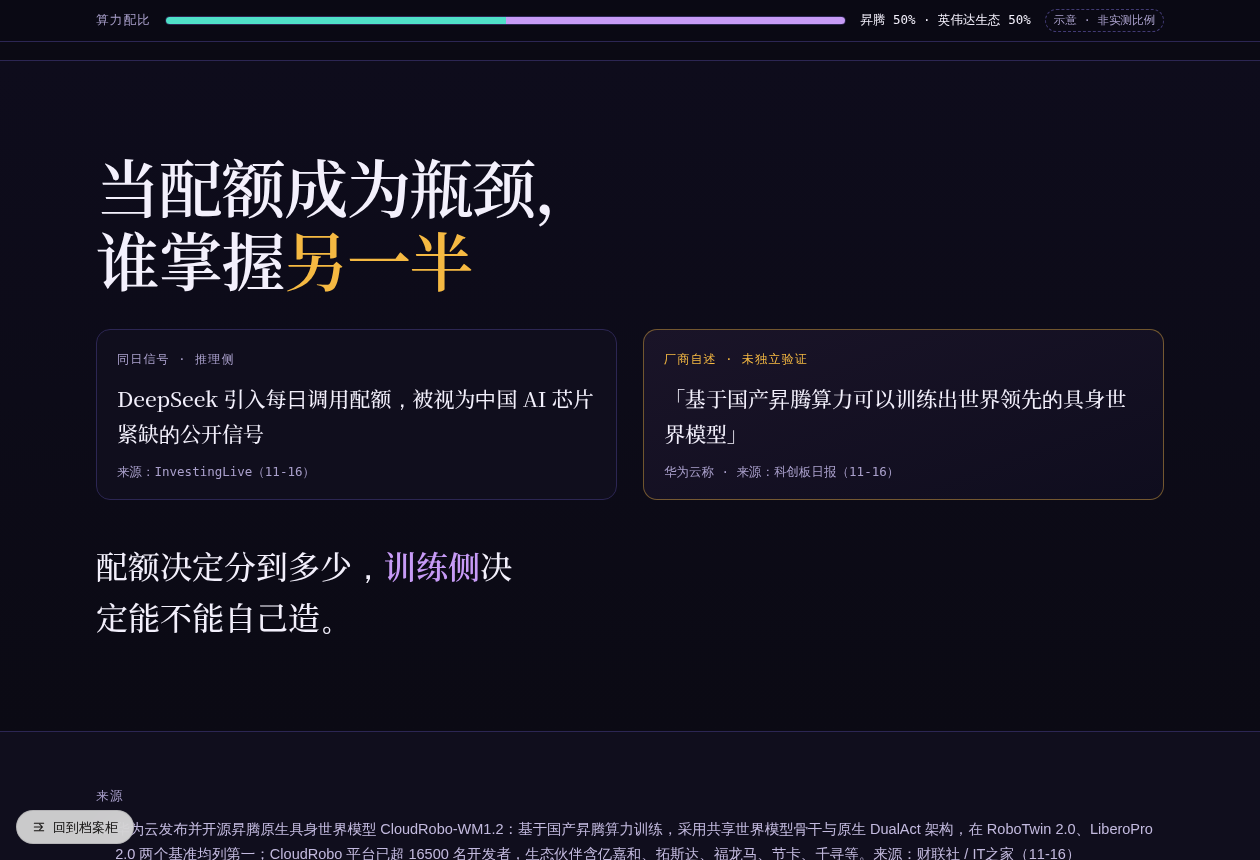 算力配比
昇腾 50% · 英伟达生态 50%
示意 · 非实测比例
当配额成为瓶颈,
谁掌握另一半
同日信号 · 推理侧
DeepSeek 引入每日调用配额，被视为中国 AI 芯片
紧缺的公开信号
来源：InvestingLive（11-16）
厂商自述 · 未独立验证
「基于国产昇腾算力可以训练出世界领先的具身世
界模型」
华为云称 · 来源：科创板日报（11-16）
配额决定分到多少，训练侧决
定能不能自己造。
来源
为云发布并开源昇腾原生具身世界模型 CloudRobo-WM1.2：基于国产昇腾算力训练，采用共享世界模型骨干与原生 DualAct 架构，在 RoboTwin 2.0、LiberoPro
2.0 两个基准均列第一；CloudRobo 平台已超 16500 名开发者，生态伙伴含亿嘉和、拓斯达、福龙马、节卡、千寻等。来源：财联社 / IT之家（11-16）
回到档案柜